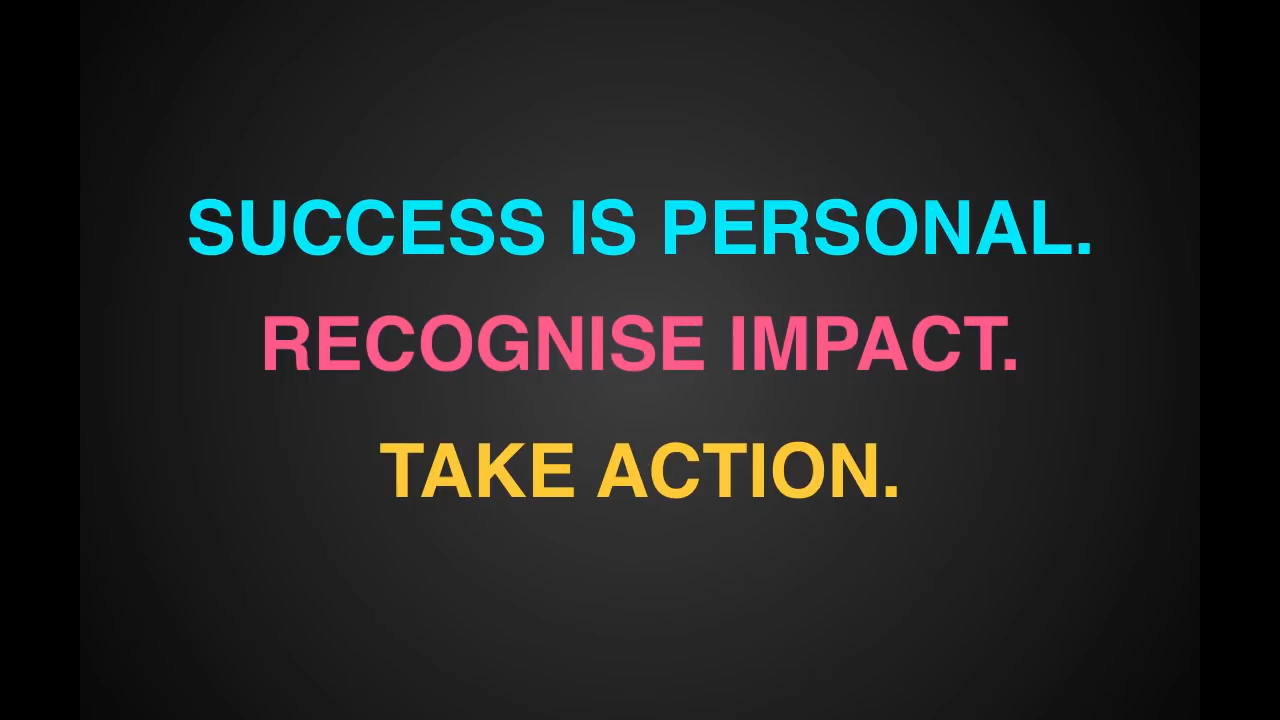 SUCCESS IS PERSONAL.
RECOGNISE IMPACT.
TAKE ACTION.